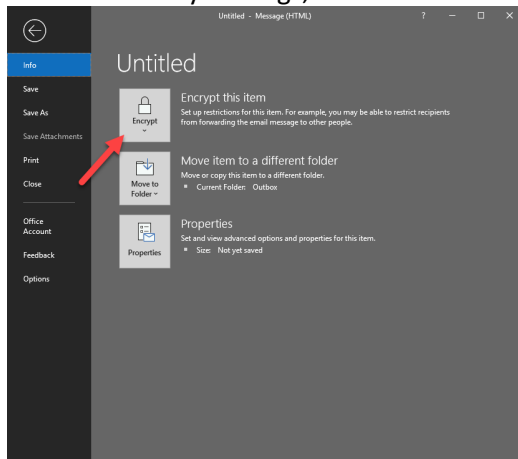 Untitled - Message (HTML)
?
Info
Save
Save As
Save Attachments
Print
Close
Office
Account
Feedback
Options
Untitled
Encrypt
Encrypt this item
Set up restrictions for this item. For example, you may be able to restrict recipients
from forwarding the email message to other people.
Move to
Folder
Move item to a different folder
Move or copy this item to a different folder.
Current Folder: Outbox
Properties
Properties
Set and view advanced options and properties for this item.
Size: Not yet saved